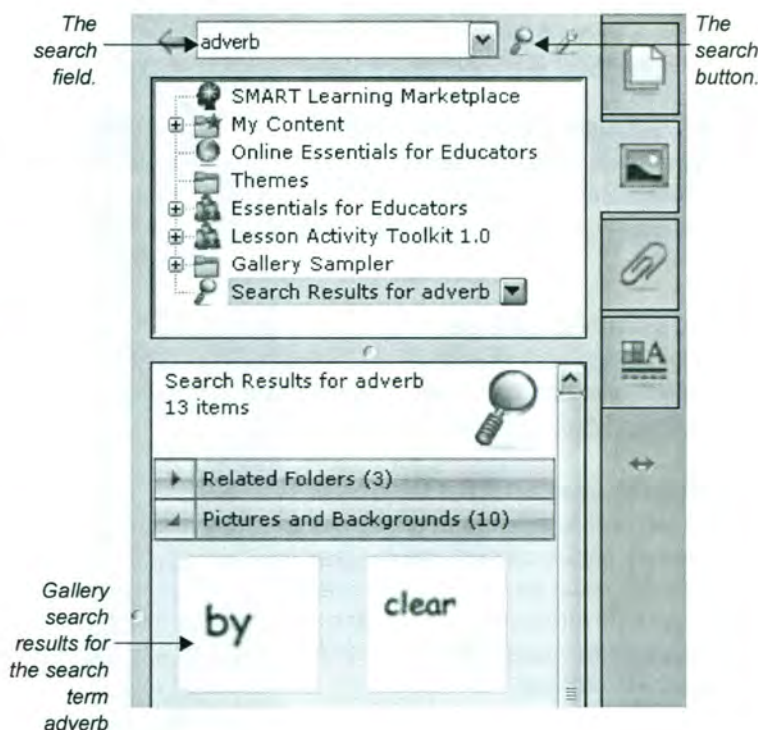 The
search
field.
adverb
The
search
button.
SMART Learning Marketplace
My Content
Online Essentials for Educators
Themes
Essentials for Educators
Lesson Activity Toolkit 1.0
Gallery Sampler
Search Results for adverb
Search Results for adverb
13 items
Related Folders (3)
Pictures and Backgrounds (10)
by
clear
Gallery
search
results for
the search
term
adverb
A